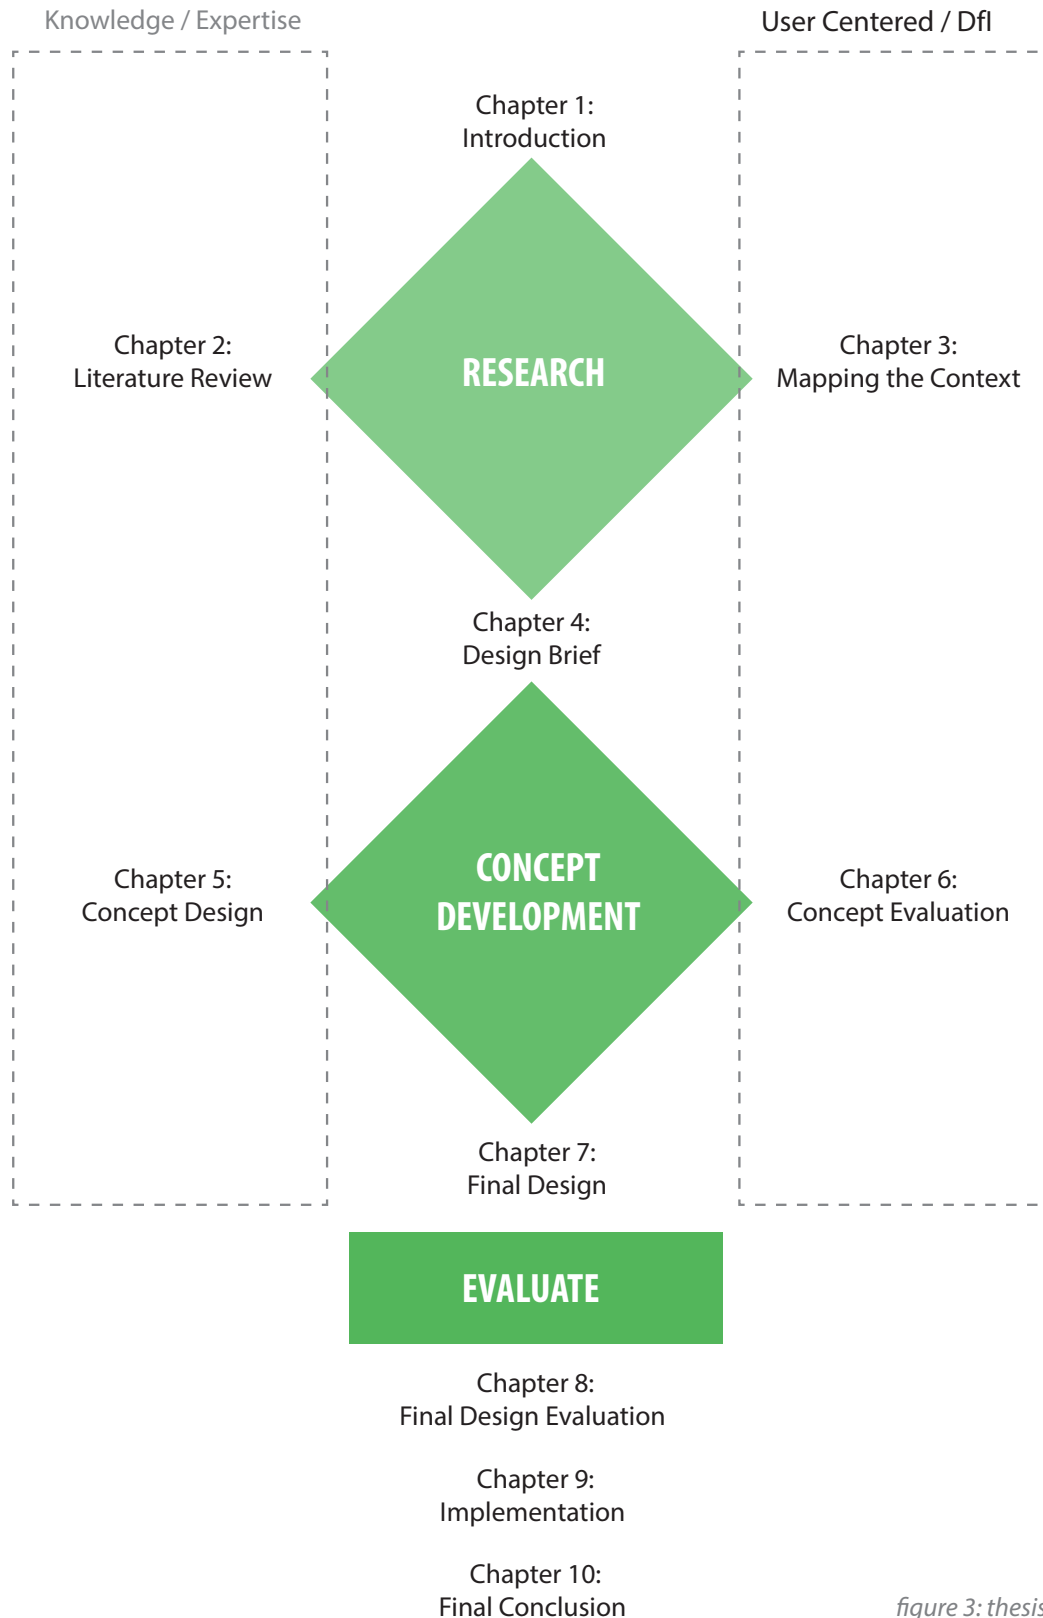 Knowledge / Expertise
User Centered / DfI
Chapter 1:
Introduction
Chapter 2:
Literature Review
RESEARCH
Chapter 3:
Mapping the Context
Chapter 4:
Design Brief
Chapter 5:
Concept Design
CONCEPT
DEVELOPMENT
Chapter 6:
Concept Evaluation
Chapter 7:
Final Design
EVALUATE
Chapter 8:
Final Design Evaluation
Chapter 9:
Implementation
Chapter 10:
Final Conclusion
figure 3: thesis